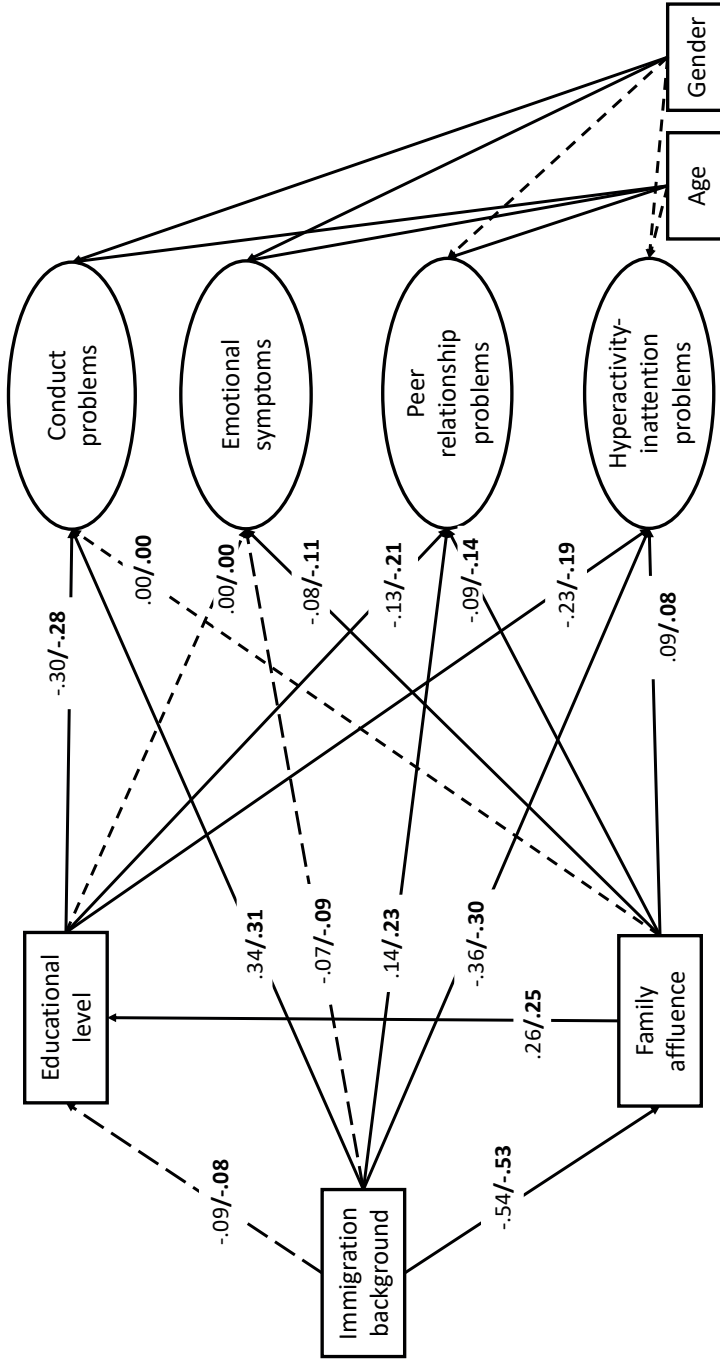 Immigration
background
Educational
level
Family
affluence
-.09/-.08
-.54/-.53
.26/.25
.34/.31
-.07/-.09
.14/.23
-.36/-.30
-.30/-.28
.00/.00
.00/.00
-.08/-.11
-.13/-.21
-.09/-.14
-.23/-.19
.09/.08
Conduct
problems
Emotional
symptoms
Peer
relationship
problems
Hyperactivity-
inattention
problems
Age
Gender